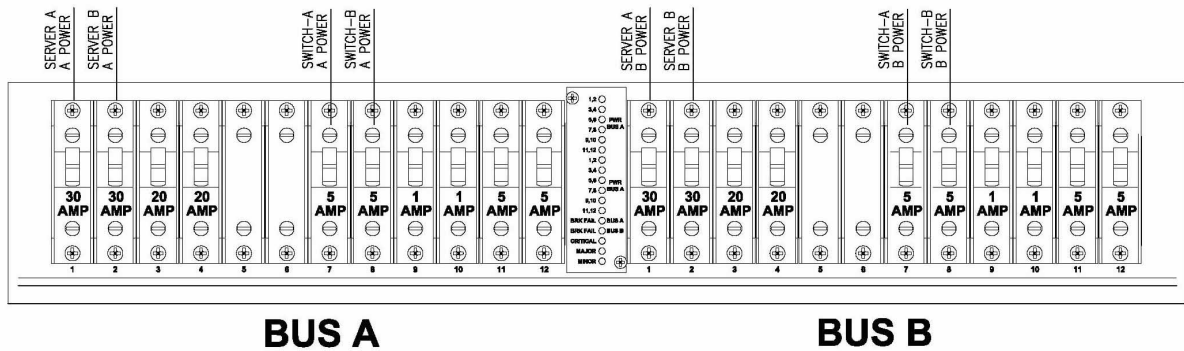 SERVER A
A POWER
SERVER B
A POWER
SWITCH-A
A POWER
SWITCH-B
A POWER
SERVER A
B POWER
SERVER B
B POWER
SWITCH-A
B POWER
SWITCH-B
B POWER
30 AMP
30 AMP
20 AMP
20 AMP
5 AMP
5 AMP
1 AMP
1 AMP
5 AMP
5 AMP
1 2 3 4 5 6 7 8 9 10 11 12
1,2
3,4
5,6 PWR
7,8 BUS A
9,10
11,12
1,2
3,4
5,6 PWR
7,8 BUS A
9,10
11,12
BRK FAIL BUS A
BRK FAIL BUS B
CRITICAL
MAJOR
MINOR
30 AMP
30 AMP
20 AMP
20 AMP
5 AMP
5 AMP
1 AMP
1 AMP
5 AMP
5 AMP
1 2 3 4 5 6 7 8 9 10 11 12
BUS A
BUS B